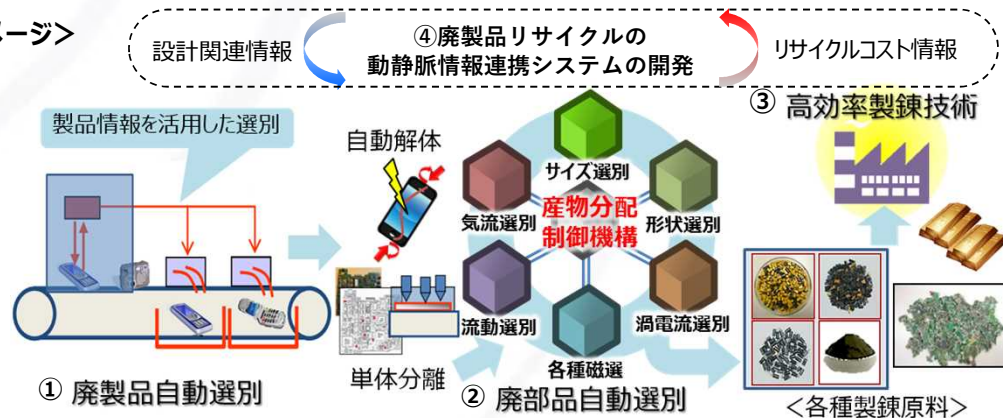 ージ>
設計関連情報
④廃製品リサイクルの
動静脈情報連携システムの開発
リサイクルコスト情報
製品情報を活用した選別
自動解体
単体分離
① 廃製品自動選別
サイズ選別
気流選別
形状選別
産物分配
制御機構
流動選別
渦電流選別
各種磁選
② 廃部品自動選別
③ 高効率製錬技術
<各種製錬原料>